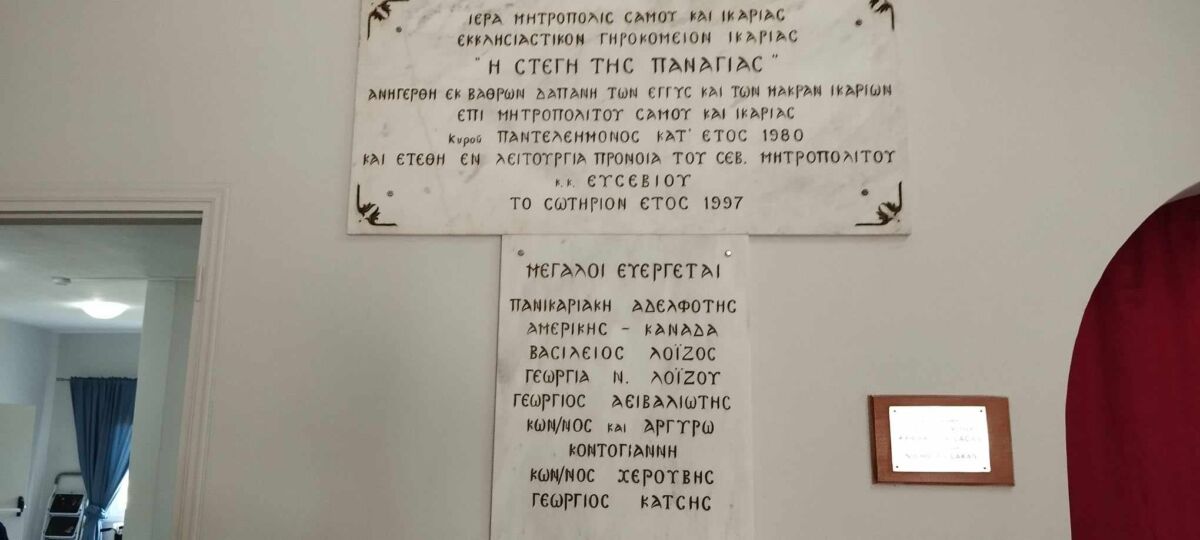 ΙΕΡΑ ΜΗΤΡΟΠΟΛΙΣ ΣΑΜΟΥ ΚΑΙ ΙΚΑΡΙΑΣ
ΕΚΚΛΗΣΙΑΣΤΙΚΟΝ ΓΗΡΟΚΟΜΕΙΟΝ ΙΚΑΡΙΑΣ
" Η ΣΤΕΓΗ ΤΗΣ ΠΑΝΑΓΙΑΣ "
ΑΝΗΓΕΡΘΗ ΕΚ ΒΑΘΡΩΝ ΔΑΠΑΝΗ ΤΩΝ ΕΓΓΥΣ ΚΑΙ ΤΩΝ ΜΑΚΡΑΝ ΙΚΑΡΙΩΝ
ΕΠΙ ΜΗΤΡΟΠΟΛΙΤΟΥ ΣΑΜΟΥ ΚΑΙ ΙΚΑΡΙΑΣ
Κυρού ΠΑΝΤΕΛΕΗΜΟΝΟΣ ΚΑΤ' ΕΤΟΣ 1980
ΚΑΙ ΕΤΕΘΗ ΕΝ ΛΕΙΤΟΥΡΓΙΑ ΠΡΟΝΟΙΑ ΤΟΥ ΣΕΒ. ΜΗΤΡΟΠΟΛΙΤΟΥ
κ.κ. ΕΥΣΕΒΙΟΥ
ΤΟ ΣΩΤΗΡΙΟΝ ΕΤΟΣ 1997
ΜΕΓΑΛΟΙ ΕΥΕΡΓΕΤΑΙ
ΠΑΝΙΚΑΡΙΑΚΗ ΑΔΕΛΦΟΤΗΣ
ΑΜΕΡΙΚΗΣ - ΚΑΝΑΔΑ
ΒΑΣΙΛΕΙΟΣ ΛΟΪΖΟΣ
ΓΕΩΡΓΙΑ Ν. ΛΟΪΖΟΥ
ΓΕΩΡΓΙΟΣ ΑΕΙΒΑΛΙΩΤΗΣ
ΚΩΝ/ΝΟΣ και ΑΡΓΥΡΩ
ΚΟΝΤΟΓΙΑΝΝΗ
ΚΩΝ/ΝΟΣ ΧΕΡΟΥΒΗΣ
ΓΕΩΡΓΙΟΣ ΚΑΤΣΗΣ